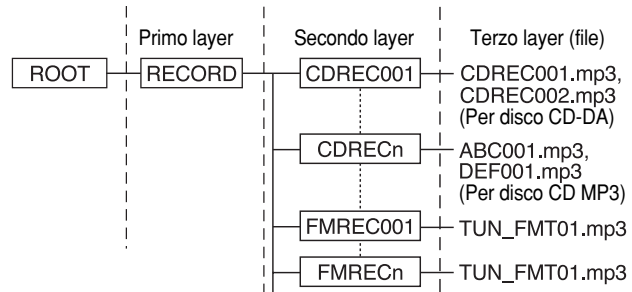 Primo layer Secondo layer Terzo layer (file)
ROOT RECORD CDREC001 CDREC001.mp3,
CDREC002.mp3
(Per disco CD-DA)
CDRECn ABC001.mp3,
DEF001.mp3
(Per disco CD MP3)
FMREC001 TUN_FMT01.mp3
FMRECn TUN_FMT01.mp3